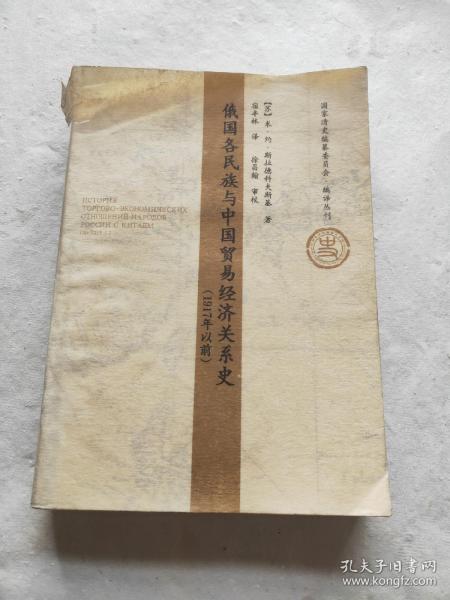 国家清史编纂委员会·编译丛刊
【苏】米·约·斯拉德科夫斯基 著
宿丰林 译 徐昌翰 审校
俄国各民族与中国贸易经济关系史
(1917年以前)
ИСТОРИЯ
ТОРГОВО-ЭКОНОМИЧЕСКИХ
ОТНОШЕНИЙ НАРОДОВ
РОССИИ С КИТАЕМ
孔夫子旧书网
www.kongfz.com